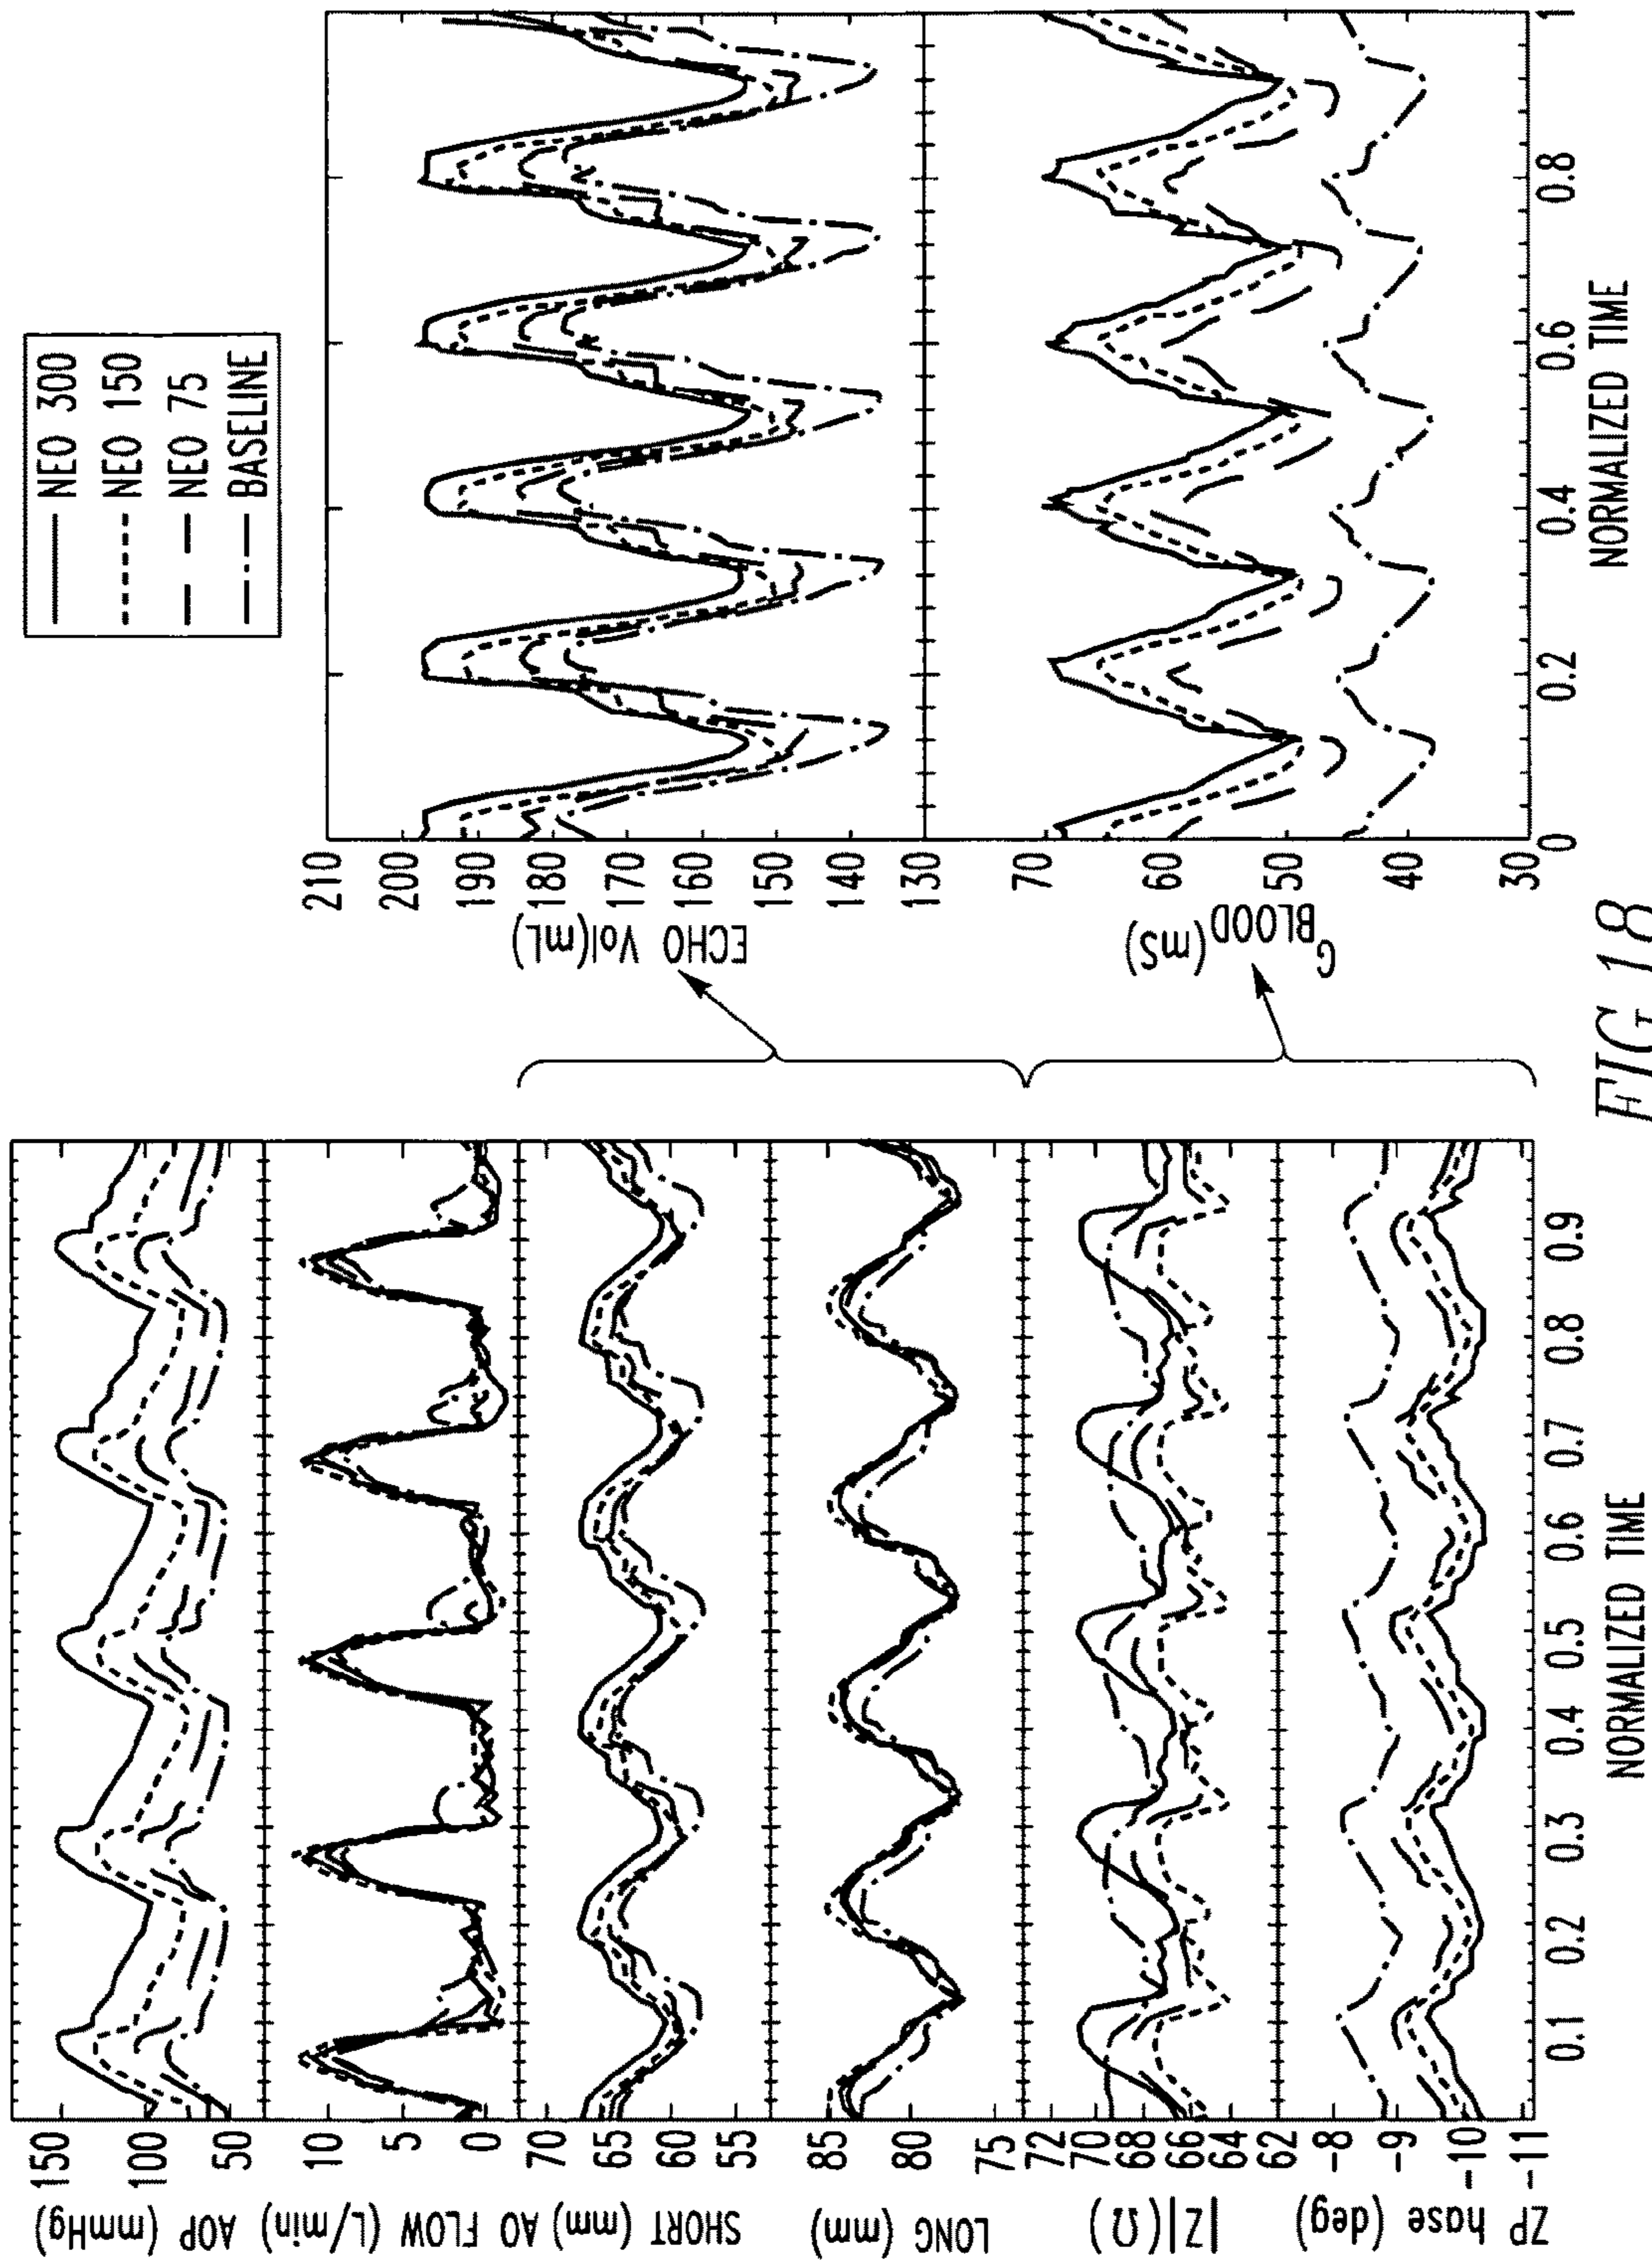 NEO 300
NEO 150
NEO 75
BASELINE
AOP (mmHg)
150
100
50
AO FLOW (L/min)
10
5
0
SHORT (mm)
70
65
60
55
LONG (mm)
85
80
75
|Z|(Ω)
72
70
68
66
64
62
ZP hase (deg)
-8
-9
-10
-11
0.1 0.2 0.3 0.4 0.5 0.6 0.7 0.8 0.9
NORMALIZED TIME
ECHO Vol(mL)
210
200
190
180
170
160
150
140
130
GBLOOD(mS)
70
60
50
40
30
0 0.2 0.4 0.6 0.8 1
NORMALIZED TIME
FIG. 18